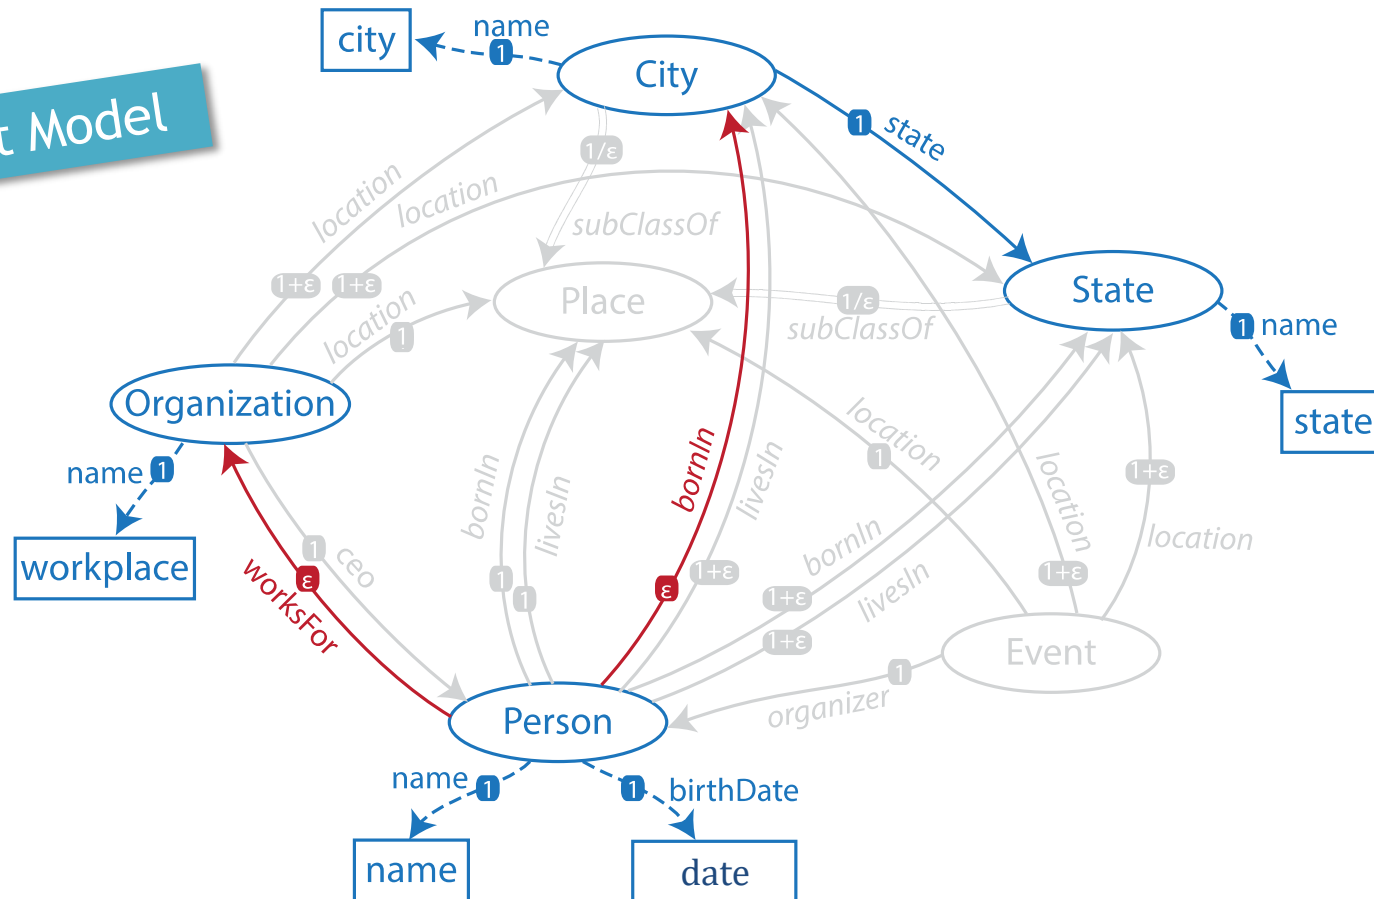 name
city
1
City
t Model
1
state
1/ε
location
location
subClassOf
1+ε
1+ε
Place
1/ε
State
subClassOf
location
1
1
name
Organization
location
state
name
1
bornIn
livesIn
bornIn
livesIn
1
location
1+ε
location
workplace
1
ceo
ε
worksFor
1
1
ε
1+ε
bornIn
1+ε
livesIn
1+ε
1+ε
Event
1
organizer
Person
name
1
1
birthDate
name
date